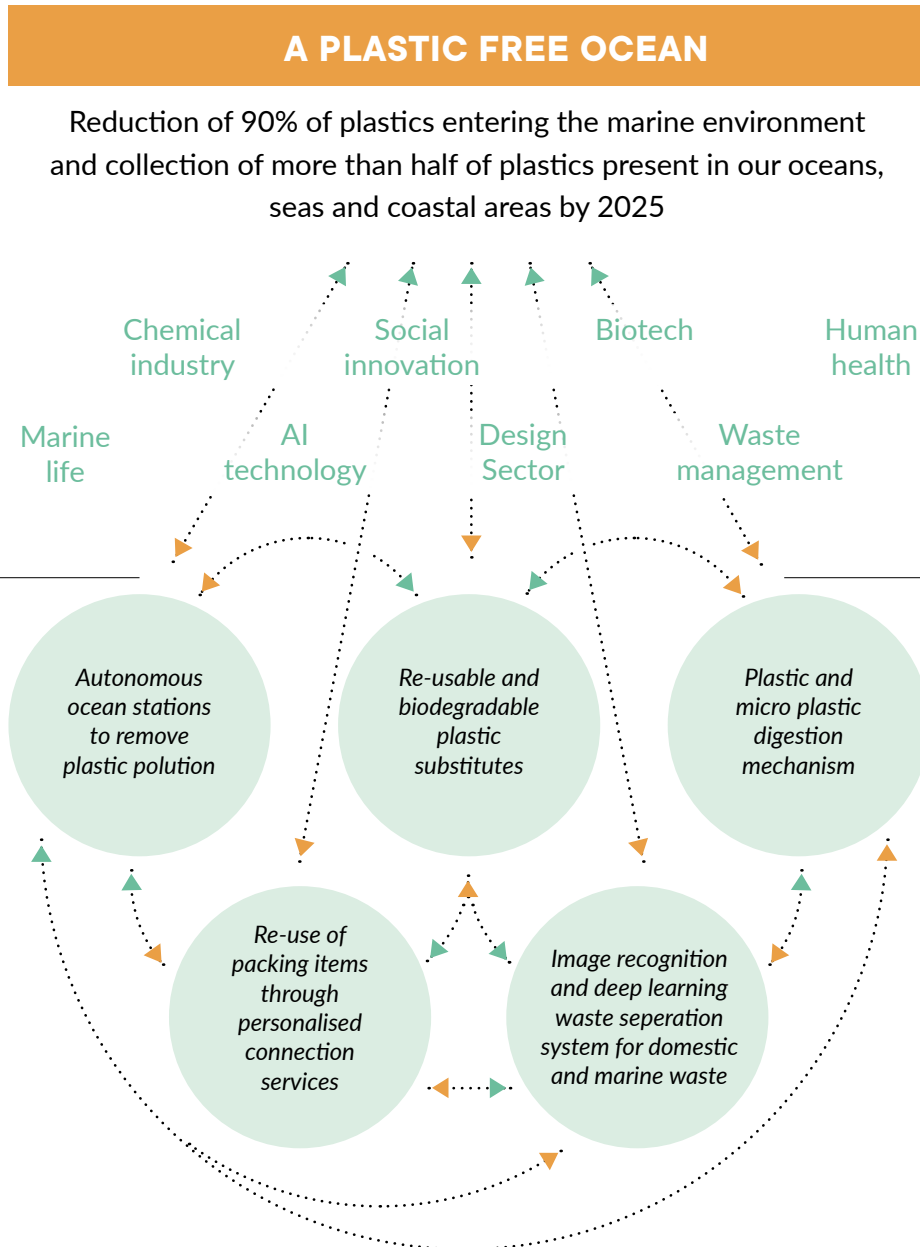 A PLASTIC FREE OCEAN
Reduction of 90% of plastics entering the marine environment
and collection of more than half of plastics present in our oceans,
seas and coastal areas by 2025
Chemical
industry
Social
innovation
Biotech
Human
health
Marine
life
AI
technology
Design
Sector
Waste
management
Autonomous
ocean stations
to remove
plastic polution
Re-usable and
biodegradable
plastic
substitutes
Plastic and
micro plastic
digestion
mechanism
Re-use of
packing items
through
personalised
connection
services
Image recognition
and deep learning
waste seperation
system for domestic
and marine waste